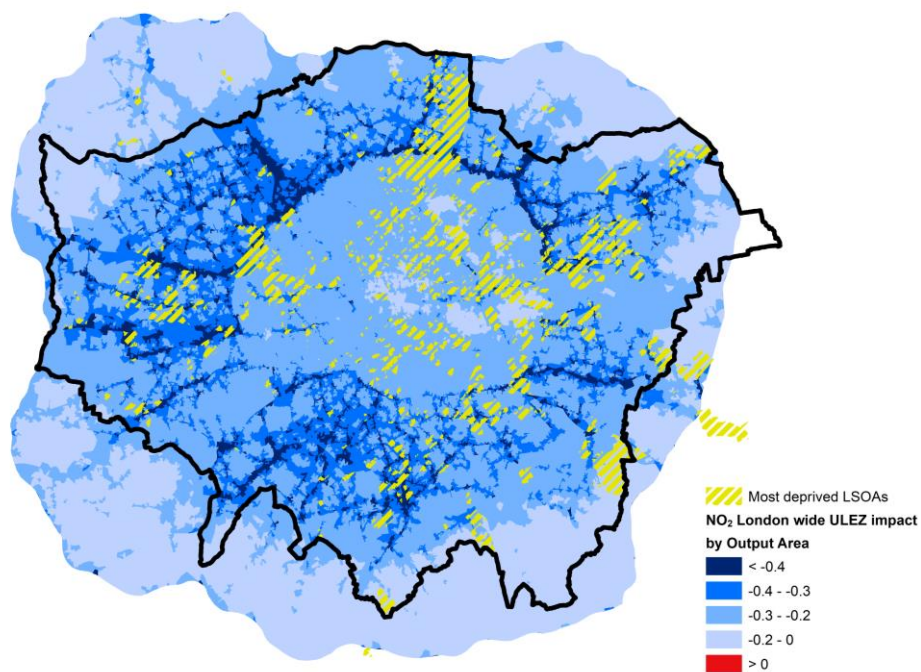 Most deprived LSOAs
NO₂ London wide ULEZ impact
by Output Area
< -0.4
-0.4 - -0.3
-0.3 - -0.2
-0.2 - 0
> 0